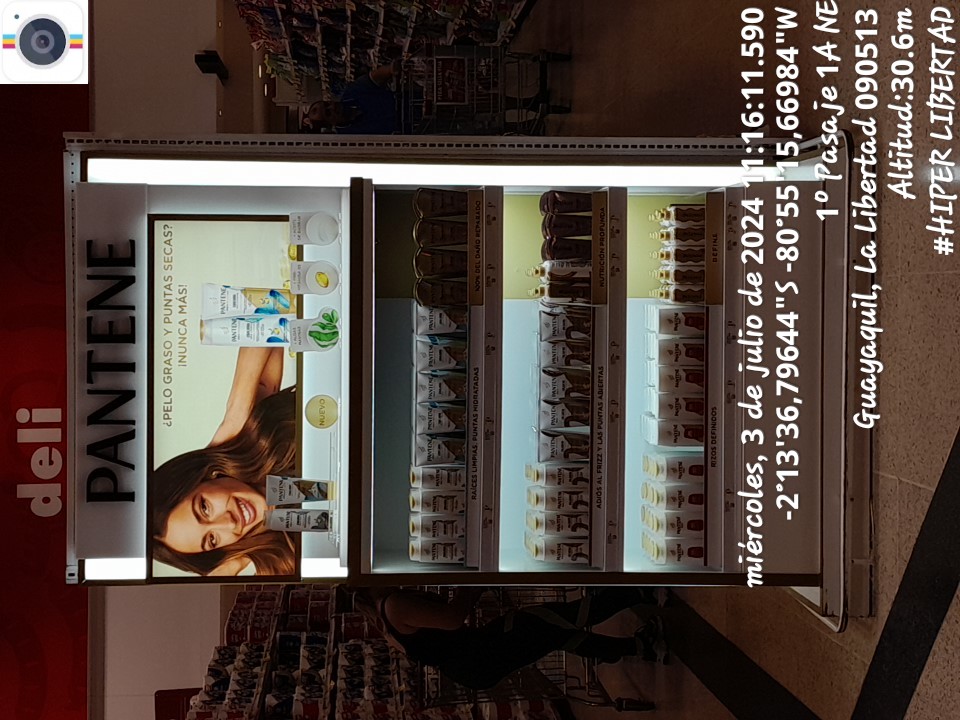 deli
PANTENE
¿PELO GRASO Y PUNTAS SECAS?
¡NUNCA MÁS!
PANTENE
PANTENE
NUEVO
RAÍCES LIMPIAS, PUNTAS HIDRATADAS
100% DEL DAÑO REPARADO
ADIÓS AL FRIZZ Y LAS PUNTAS ABIERTAS
NUTRICIÓN PROFUNDA
RIZOS DEFINIDOS
DEFINE
miércoles, 3 de julio de 2024 11:16:11.590
-2°13'36,79644"S -80°55'15,66984"W
1º Pasaje 1A NE
Guayaquil, La Libertad 090513
Altitud:30.6m
#HIPER LIBERTAD